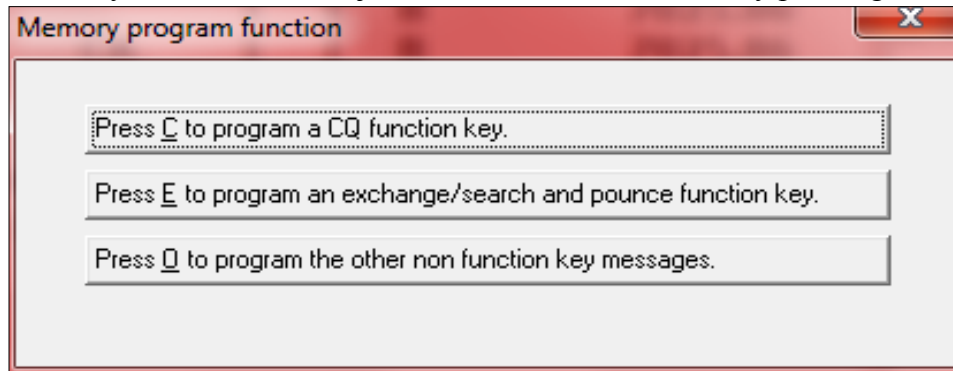 Memory program function
X
Press C to program a CQ function key.
Press E to program an exchange/search and pounce function key.
Press O to program the other non function key messages.